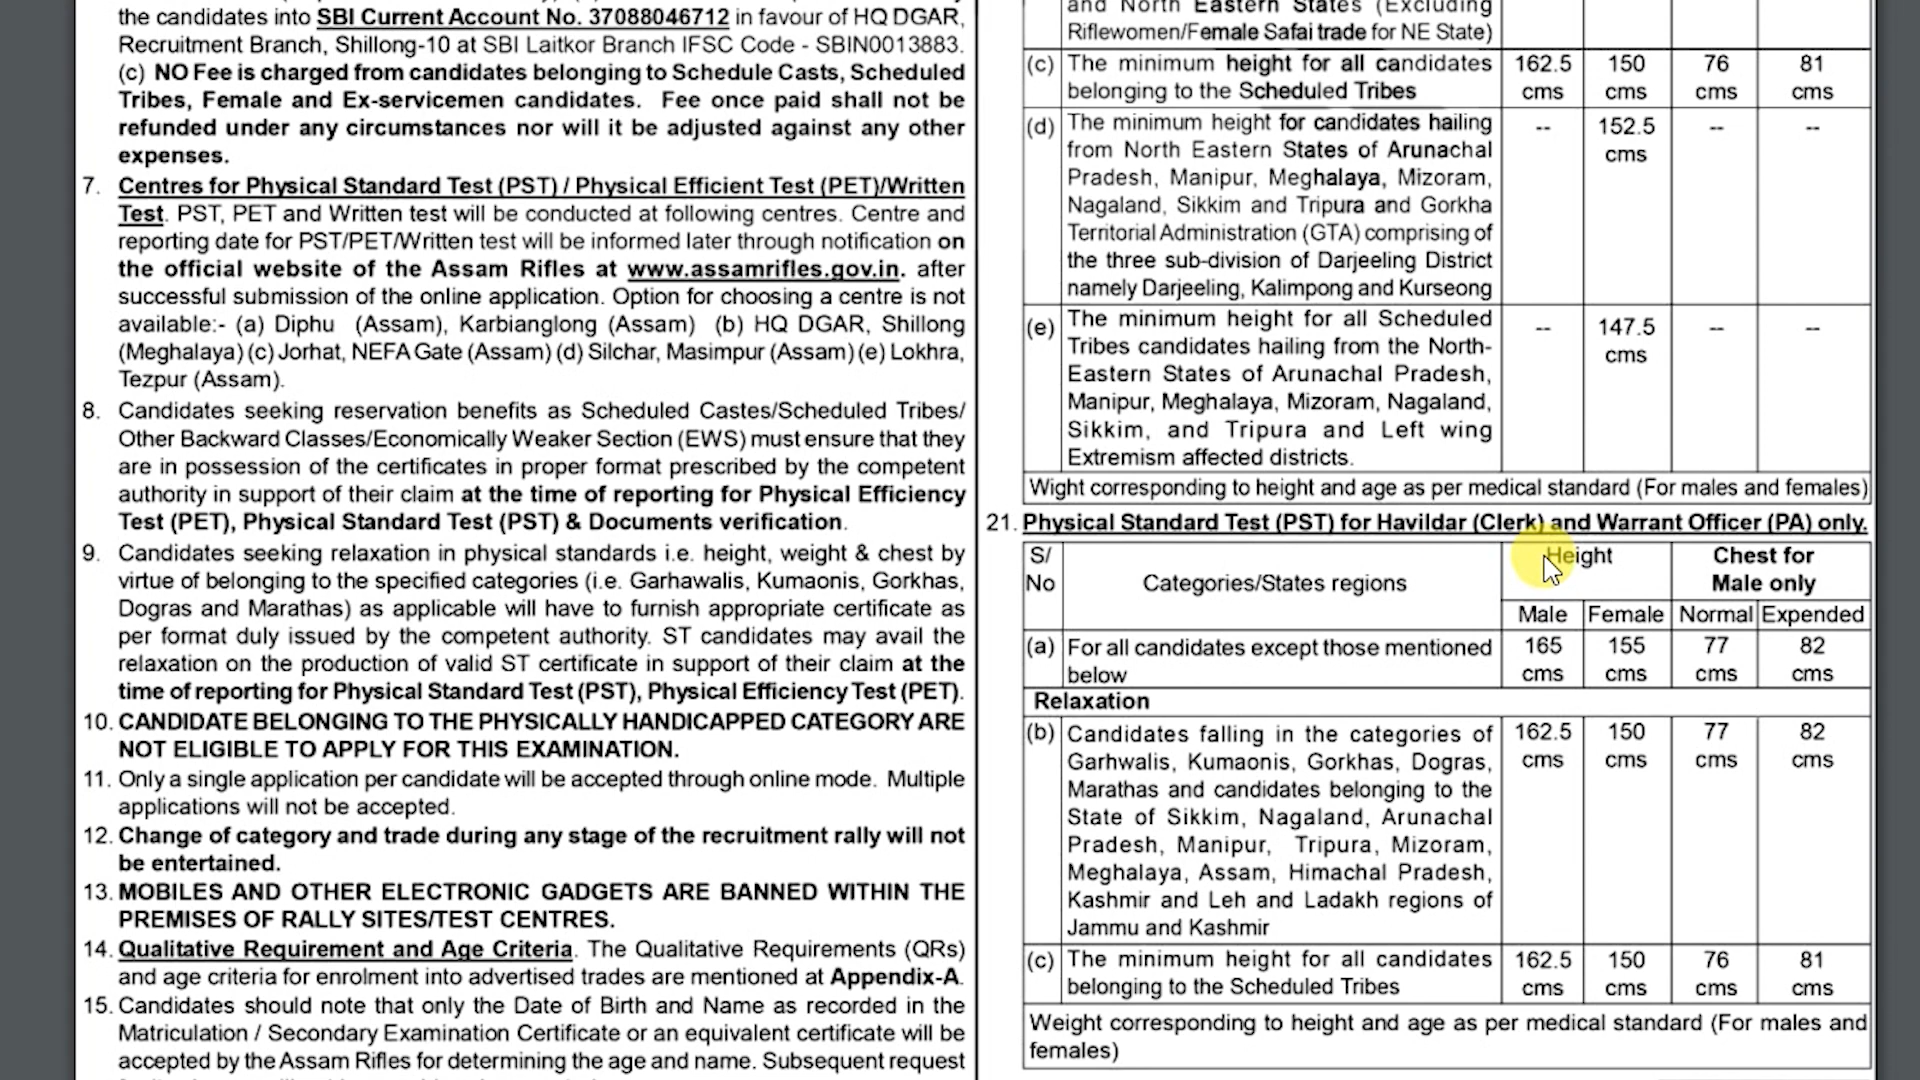 the candidates into SBI Current Account No. 37088046712 in favour of HQ DGAR,
Recruitment Branch, Shillong-10 at SBI Laitkor Branch IFSC Code - SBIN0013883.
(c) NO Fee is charged from candidates belonging to Schedule Casts, Scheduled
Tribes, Female and Ex-servicemen candidates. Fee once paid shall not be
refunded under any circumstances nor will it be adjusted against any other
expenses.
7. Centres for Physical Standard Test (PST) / Physical Efficient Test (PET)/Written
Test. PST, PET and Written test will be conducted at following centres. Centre and
reporting date for PST/PET/Written test will be informed later through notification on
the official website of the Assam Rifles at www.assamrifles.gov.in. after
successful submission of the online application. Option for choosing a centre is not
available:- (a) Diphu (Assam), Karbianglong (Assam) (b) HQ DGAR, Shillong
(Meghalaya) (c) Jorhat, NEFA Gate (Assam) (d) Silchar, Masimpur (Assam) (e) Lokhra,
Tezpur (Assam).
8. Candidates seeking reservation benefits as Scheduled Castes/Scheduled Tribes/
Other Backward Classes/Economically Weaker Section (EWS) must ensure that they
are in possession of the certificates in proper format prescribed by the competent
authority in support of their claim at the time of reporting for Physical Efficiency
Test (PET), Physical Standard Test (PST) & Documents verification.
9. Candidates seeking relaxation in physical standards i.e. height, weight & chest by
virtue of belonging to the specified categories (i.e. Garhawalis, Kumaonis, Gorkhas,
Dogras and Marathas) as applicable will have to furnish appropriate certificate as
per format duly issued by the competent authority. ST candidates may avail the
relaxation on the production of valid ST certificate in support of their claim at the
time of reporting for Physical Standard Test (PST), Physical Efficiency Test (PET).
10. CANDIDATE BELONGING TO THE PHYSICALLY HANDICAPPED CATEGORY ARE
NOT ELIGIBLE TO APPLY FOR THIS EXAMINATION.
11. Only a single application per candidate will be accepted through online mode. Multiple
applications will not be accepted.
12. Change of category and trade during any stage of the recruitment rally will not
be entertained.
13. MOBILES AND OTHER ELECTRONIC GADGETS ARE BANNED WITHIN THE
PREMISES OF RALLY SITES/TEST CENTRES.
14. Qualitative Requirement and Age Criteria. The Qualitative Requirements (QRs)
and age criteria for enrolment into advertised trades are mentioned at Appendix-A.
15. Candidates should note that only the Date of Birth and Name as recorded in the
Matriculation / Secondary Examination Certificate or an equivalent certificate will be
accepted by the Assam Rifles for determining the age and name. Subsequent request
and North Eastern States (Excluding
Riflewomen/Female Safai trade for NE State)
(c) The minimum height for all candidates 162.5 150 76 81
belonging to the Scheduled Tribes cms cms cms cms
(d) The minimum height for candidates hailing -- 152.5 -- --
from North Eastern States of Arunachal cms
Pradesh, Manipur, Meghalaya, Mizoram,
Nagaland, Sikkim and Tripura and Gorkha
Territorial Administration (GTA) comprising of
the three sub-division of Darjeeling District
namely Darjeeling, Kalimpong and Kurseong
(e) The minimum height for all Scheduled -- 147.5 -- --
Tribes candidates hailing from the North- cms
Eastern States of Arunachal Pradesh,
Manipur, Meghalaya, Mizoram, Nagaland,
Sikkim, and Tripura and Left wing
Extremism affected districts.
Wight corresponding to height and age as per medical standard (For males and females)
21. Physical Standard Test (PST) for Havildar (Clerk) and Warrant Officer (PA) only.
S/ Height Chest for
No Categories/States regions Male only
Male Female Normal Expended
(a) For all candidates except those mentioned 165 155 77 82
below cms cms cms cms
Relaxation
(b) Candidates falling in the categories of 162.5 150 77 82
Garhwalis, Kumaonis, Gorkhas, Dogras, cms cms cms cms
Marathas and candidates belonging to the
State of Sikkim, Nagaland, Arunachal
Pradesh, Manipur, Tripura, Mizoram,
Meghalaya, Assam, Himachal Pradesh,
Kashmir and Leh and Ladakh regions of
Jammu and Kashmir
(c) The minimum height for all candidates 162.5 150 76 81
belonging to the Scheduled Tribes cms cms cms cms
Weight corresponding to height and age as per medical standard (For males and
females)